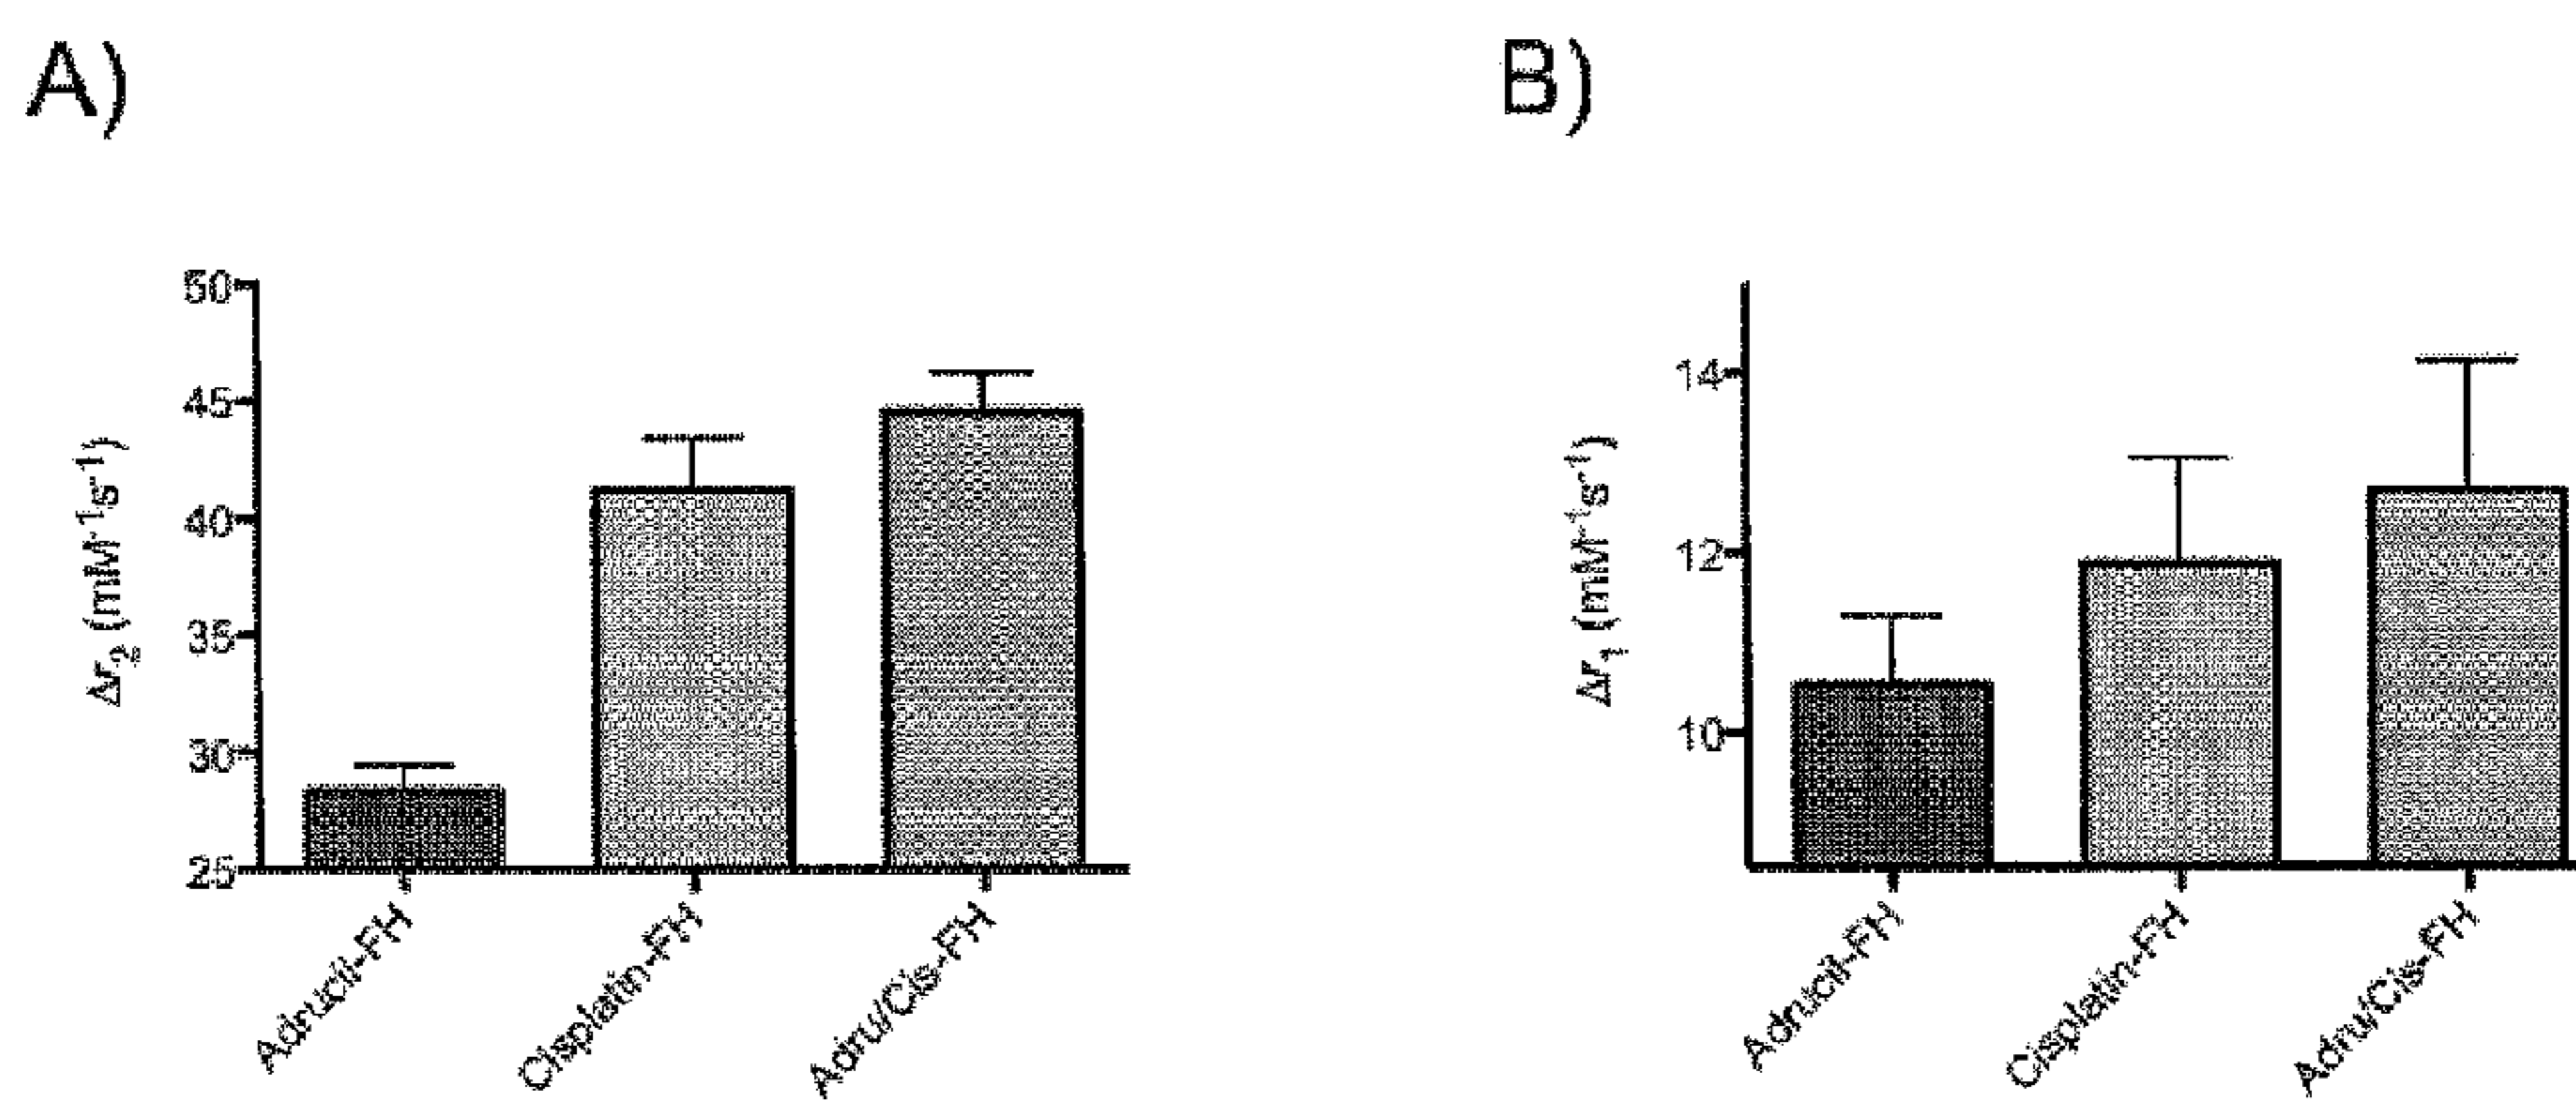 A)
B)
Δr₂ (mM⁻¹s⁻¹)
50
45
40
35
30
25
Adrucil-FH
Cisplatin-FH
Adru/Cis-FH
Δr₁ (mM⁻¹s⁻¹)
14
12
10
Adrucil-FH
Cisplatin-FH
Adru/Cis-FH